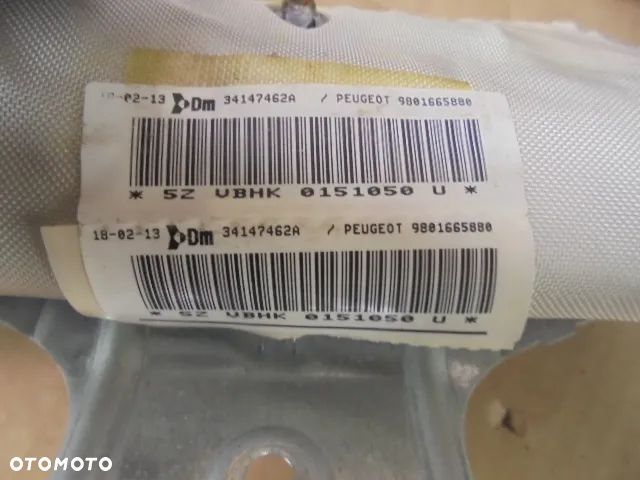 18-02-13 Dm 34147462A / PEUGEOT 9801665880
* 5Z VBHK 0151050 U *
18-02-13 Dm 34147462A / PEUGEOT 9801665880
* 5Z VBHK 0151050 U *
OTOMOTO